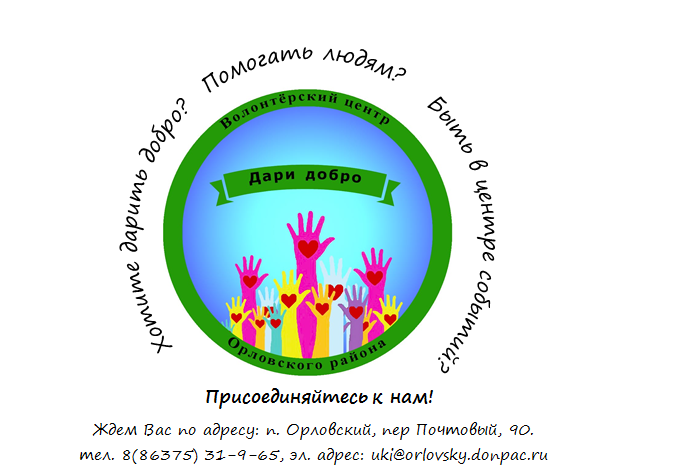 Хотите дарить добро?
Помогать людям?
Быть в центре событий?
Волонтёрский центр
Дари добро
Орловского района
Присоединяйтесь к нам!
Ждем Вас по адресу: п. Орловский, пер Почтовый, 90.
тел. 8(86375) 31-9-65, эл. адрес: uki@orlovsky.donpac.ru